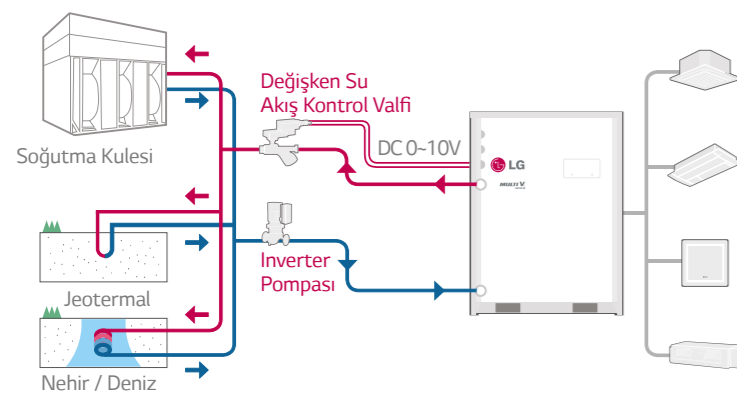 Değişken Su
Akış Kontrol Valfi
DC 0~10V
Soğutma Kulesi
LG
MULTI V
Inverter
Pompası
Jeotermal
Nehir / Deniz